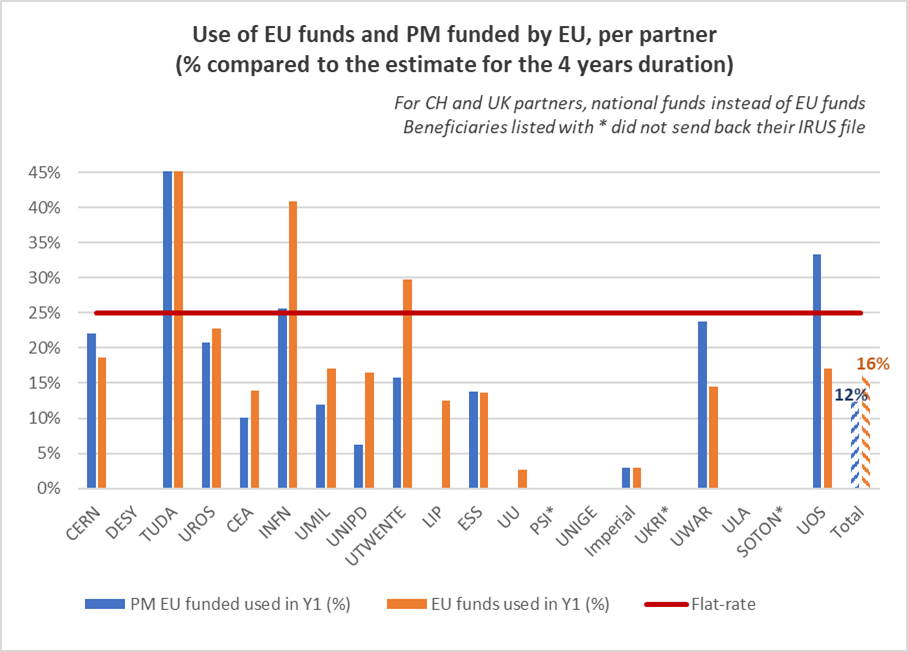 Use of EU funds and PM funded by EU, per partner
(% compared to the estimate for the 4 years duration)
For CH and UK partners, national funds instead of EU funds
Beneficiaries listed with * did not send back their IRUS file
45%
40%
35%
30%
25%
20%
15%
10%
5%
0%
16%
12%
CERN
DESY
TUDA
UROS
CEA
INFN
UMIL
UNIPD
UTWENTE
LIP
ESS
UU
PSI*
UNIGE
Imperial
UKRI*
UWAR
ULA
SOTON*
UOS
Total
PM EU funded used in Y1 (%)
EU funds used in Y1 (%)
Flat-rate